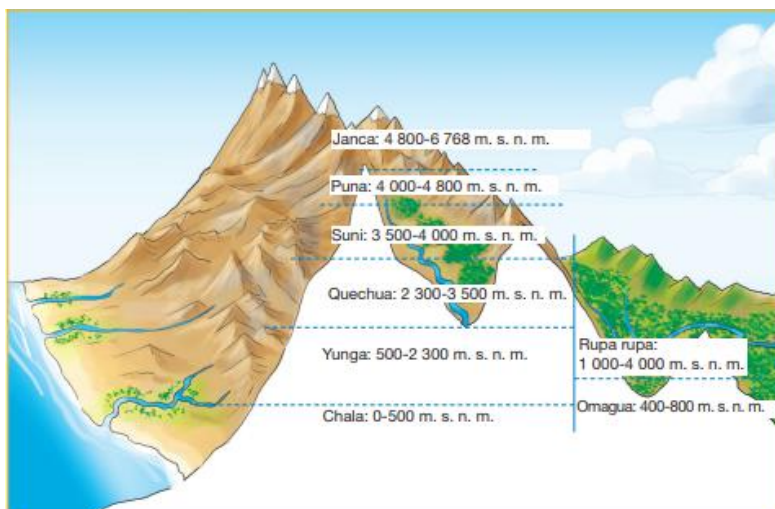 Janca: 4 800-6 768 m. s. n. m.
Puna: 4 000-4 800 m. s. n. m.
Suni: 3 500-4 000 m. s. n. m.
Quechua: 2 300-3 500 m. s. n. m.
Yunga: 500-2 300 m. s. n. m.
Chala: 0-500 m. s. n. m.
Rupa rupa:
1 000-4 000 m. s. n. m.
Omagua: 400-800 m. s. n. m.